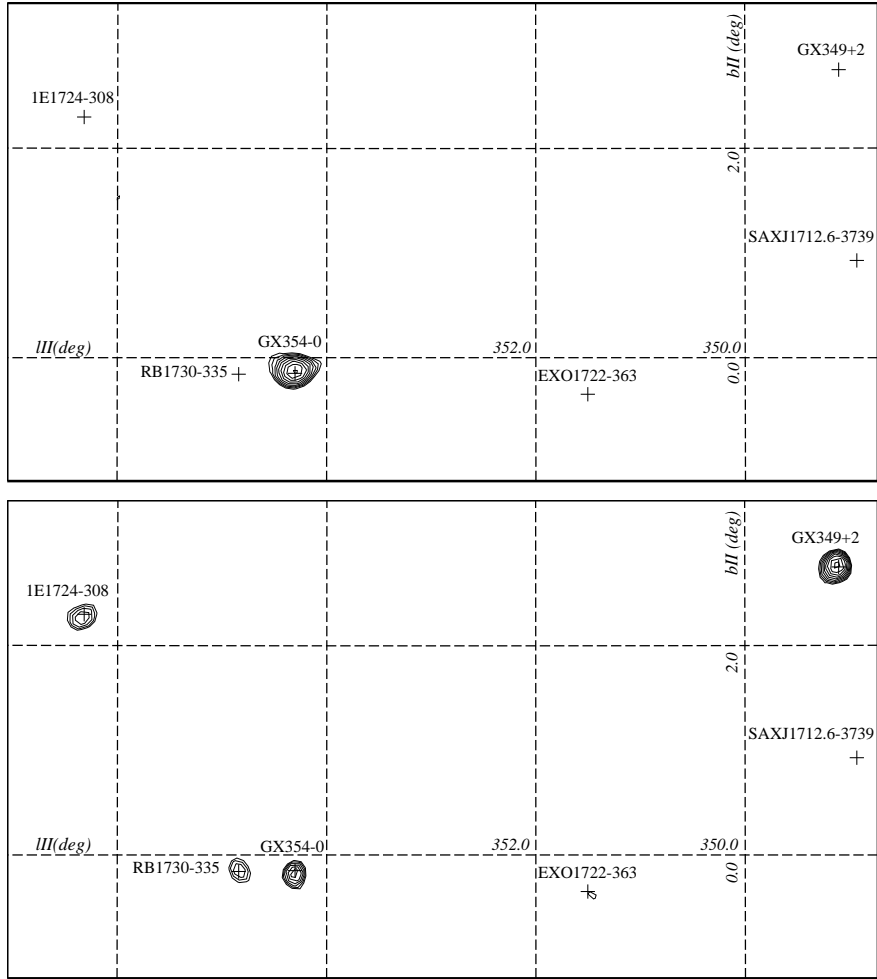 GX349+2
bII (deg)
1E1724-308
2.0
SAXJ1712.6-3739
lII(deg)
GX354-0
352.0
350.0
RB1730-335
EXO1722-363
0.0
GX349+2
bII (deg)
1E1724-308
2.0
SAXJ1712.6-3739
lII(deg)
GX354-0
352.0
350.0
RB1730-335
EXO1722-363
0.0